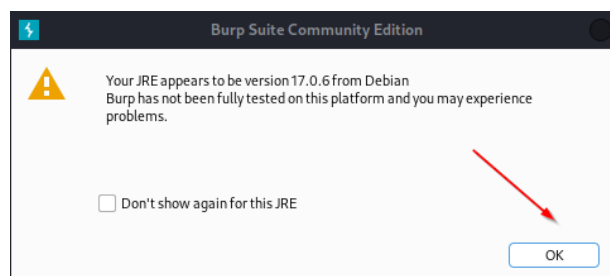 Burp Suite Community Edition
Your JRE appears to be version 17.0.6 from Debian
Burp has not been fully tested on this platform and you may experience
problems.
Don't show again for this JRE
OK